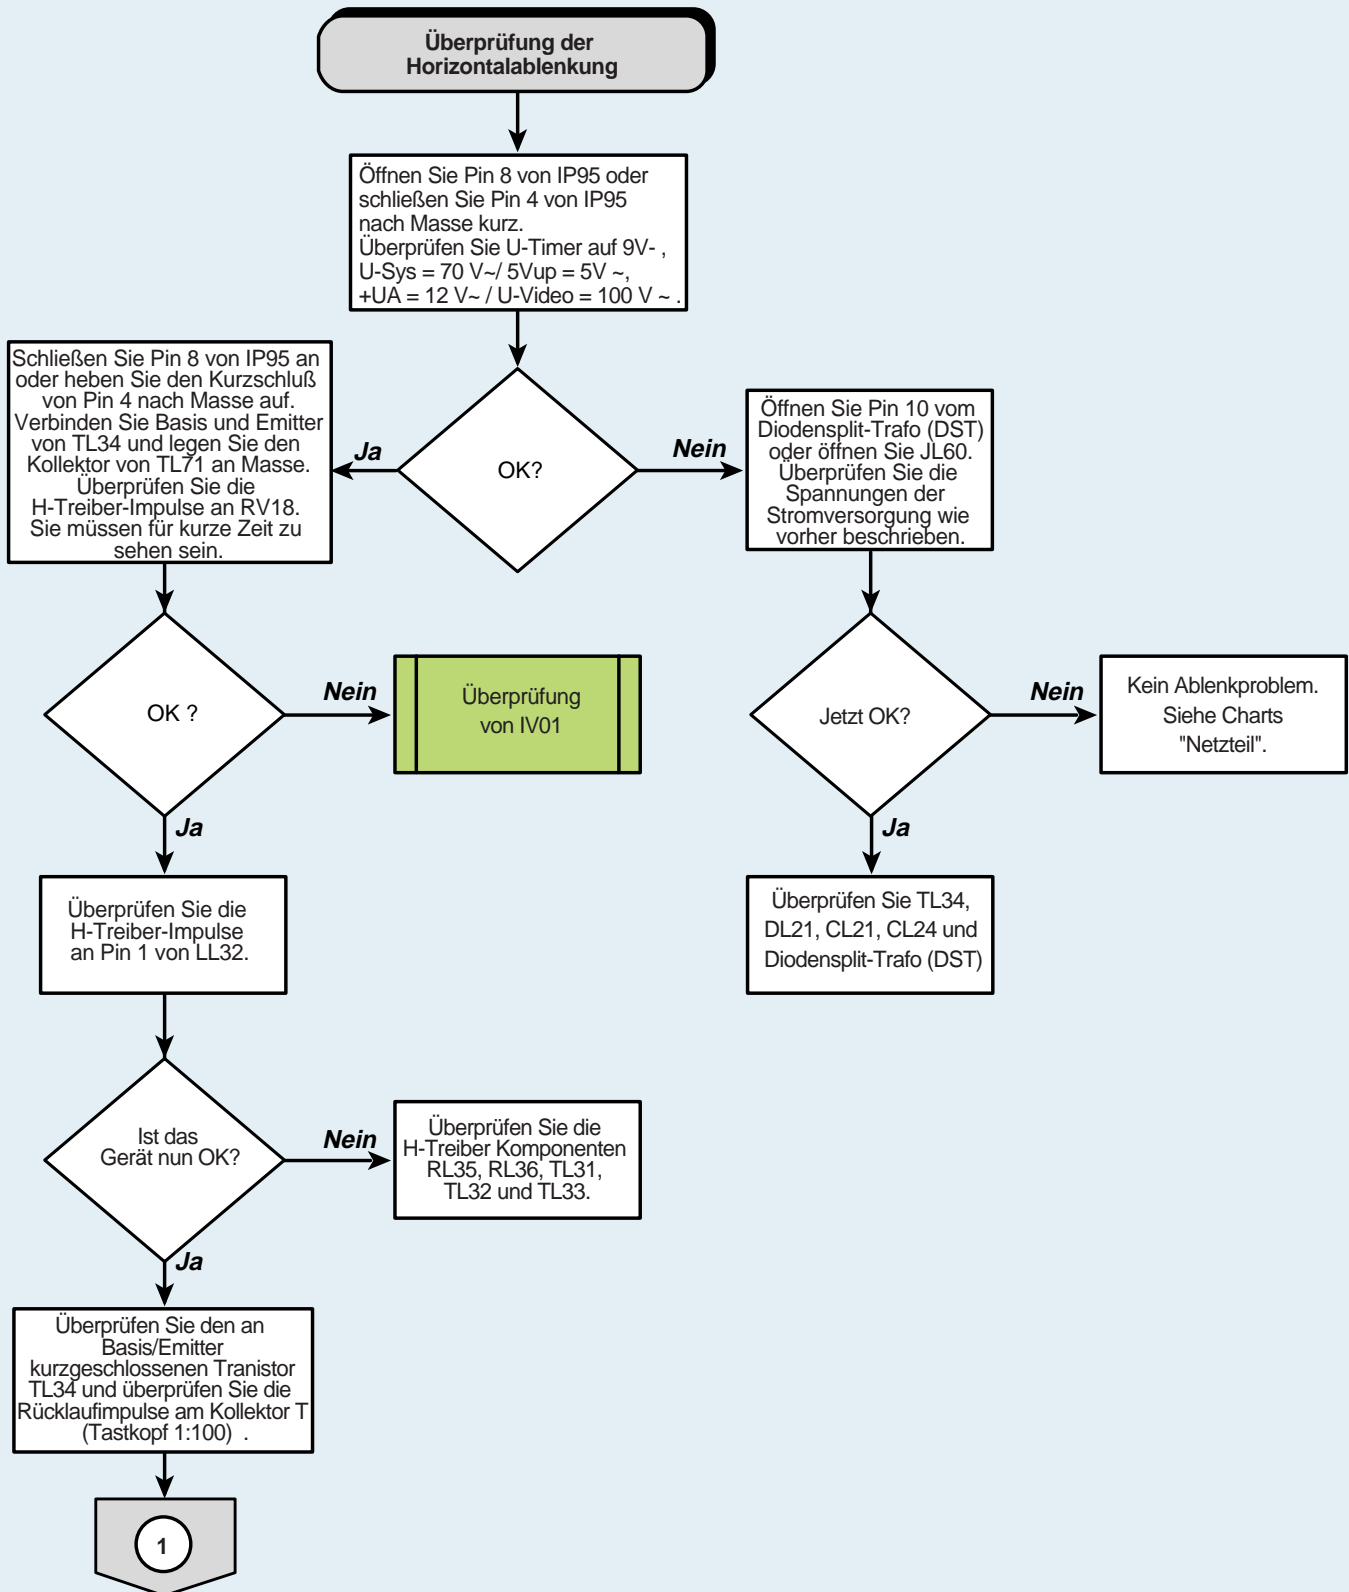 Überprüfung der
Horizontalablenkung
Öffnen Sie Pin 8 von IP95 oder
schließen Sie Pin 4 von IP95
nach Masse kurz.
Überprüfen Sie U-Timer auf 9V- ,
U-Sys = 70 V~/ 5Vup = 5V ~,
+UA = 12 V~ / U-Video = 100 V ~ .
OK?
Ja
Nein
Schließen Sie Pin 8 von IP95 an
oder heben Sie den Kurzschluß
von Pin 4 nach Masse auf.
Verbinden Sie Basis und Emitter
von TL34 und legen Sie den
Kollektor von TL71 an Masse.
Überprüfen Sie die
H-Treiber-Impulse an RV18.
Sie müssen für kurze Zeit zu
sehen sein.
Öffnen Sie Pin 10 vom
Diodensplit-Trafo (DST)
oder öffnen Sie JL60.
Überprüfen Sie die
Spannungen der
Stromversorgung wie
vorher beschrieben.
OK ?
Nein
Überprüfung
von IV01
Jetzt OK?
Nein
Kein Ablenkproblem.
Siehe Charts
"Netzteil".
Ja
Ja
Überprüfen Sie die
H-Treiber-Impulse
an Pin 1 von LL32.
Überprüfen Sie TL34,
DL21, CL21, CL24 und
Diodensplit-Trafo (DST)
Ist das
Gerät nun OK?
Nein
Überprüfen Sie die
H-Treiber Komponenten
RL35, RL36, TL31,
TL32 und TL33.
Ja
Überprüfen Sie den an
Basis/Emitter
kurzgeschlossenen Tranistor
TL34 und überprüfen Sie die
Rücklaufimpulse am Kollektor T
(Tastkopf 1:100) .
1